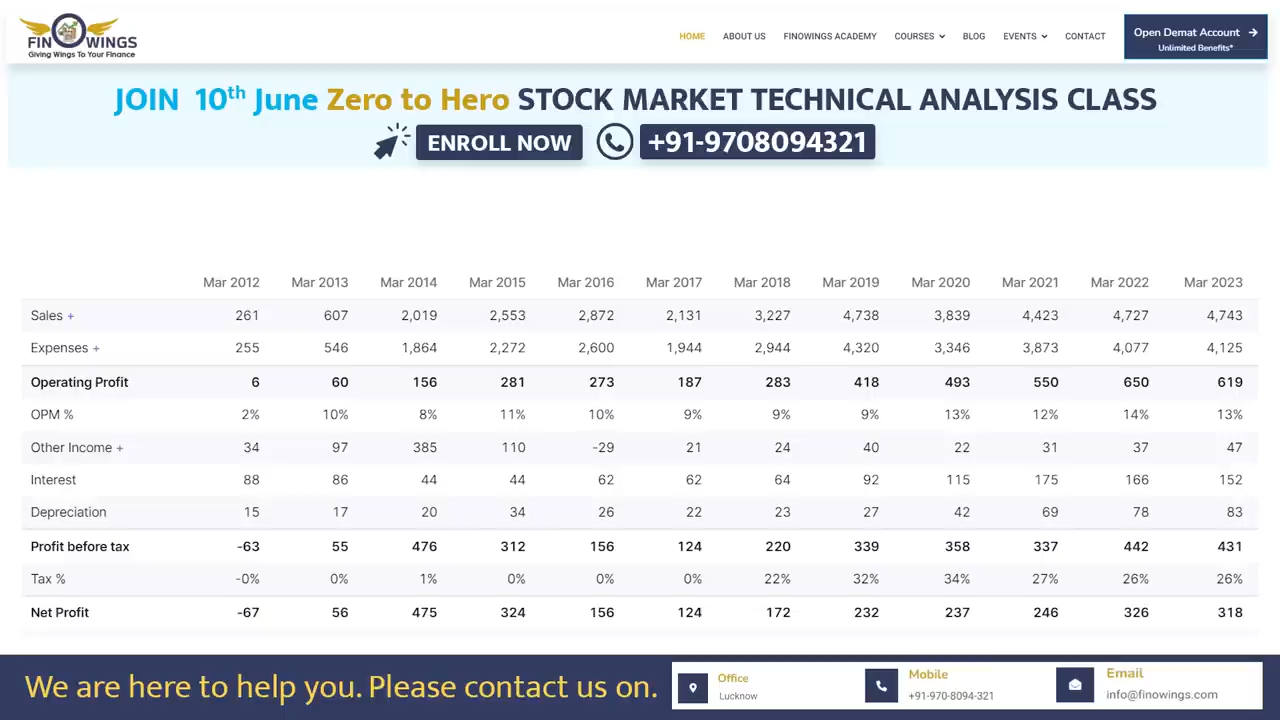 FINOWINGS
Giving Wings To Your Finance
HOME ABOUT US FINOWINGS ACADEMY COURSES BLOG EVENTS CONTACT
Open Demat Account →
Unlimited Benefits*
JOIN 10th June Zero to Hero STOCK MARKET TECHNICAL ANALYSIS CLASS
ENROLL NOW +91-9708094321
Mar 2012 Mar 2013 Mar 2014 Mar 2015 Mar 2016 Mar 2017 Mar 2018 Mar 2019 Mar 2020 Mar 2021 Mar 2022 Mar 2023
Sales + 261 607 2,019 2,553 2,872 2,131 3,227 4,738 3,839 4,423 4,727 4,743
Expenses + 255 546 1,864 2,272 2,600 1,944 2,944 4,320 3,346 3,873 4,077 4,125
Operating Profit 6 60 156 281 273 187 283 418 493 550 650 619
OPM % 2% 10% 8% 11% 10% 9% 9% 9% 13% 12% 14% 13%
Other Income + 34 97 385 110 -29 21 24 40 22 31 37 47
Interest 88 86 44 44 62 62 64 92 115 175 166 152
Depreciation 15 17 20 34 26 22 23 27 42 69 78 83
Profit before tax -63 55 476 312 156 124 220 339 358 337 442 431
Tax % -0% 0% 1% 0% 0% 0% 22% 32% 34% 27% 26% 26%
Net Profit -67 56 475 324 156 124 172 232 237 246 326 318
We are here to help you. Please contact us on.
Office
Lucknow
Mobile
+91-970-8094-321
Email
info@finowings.com